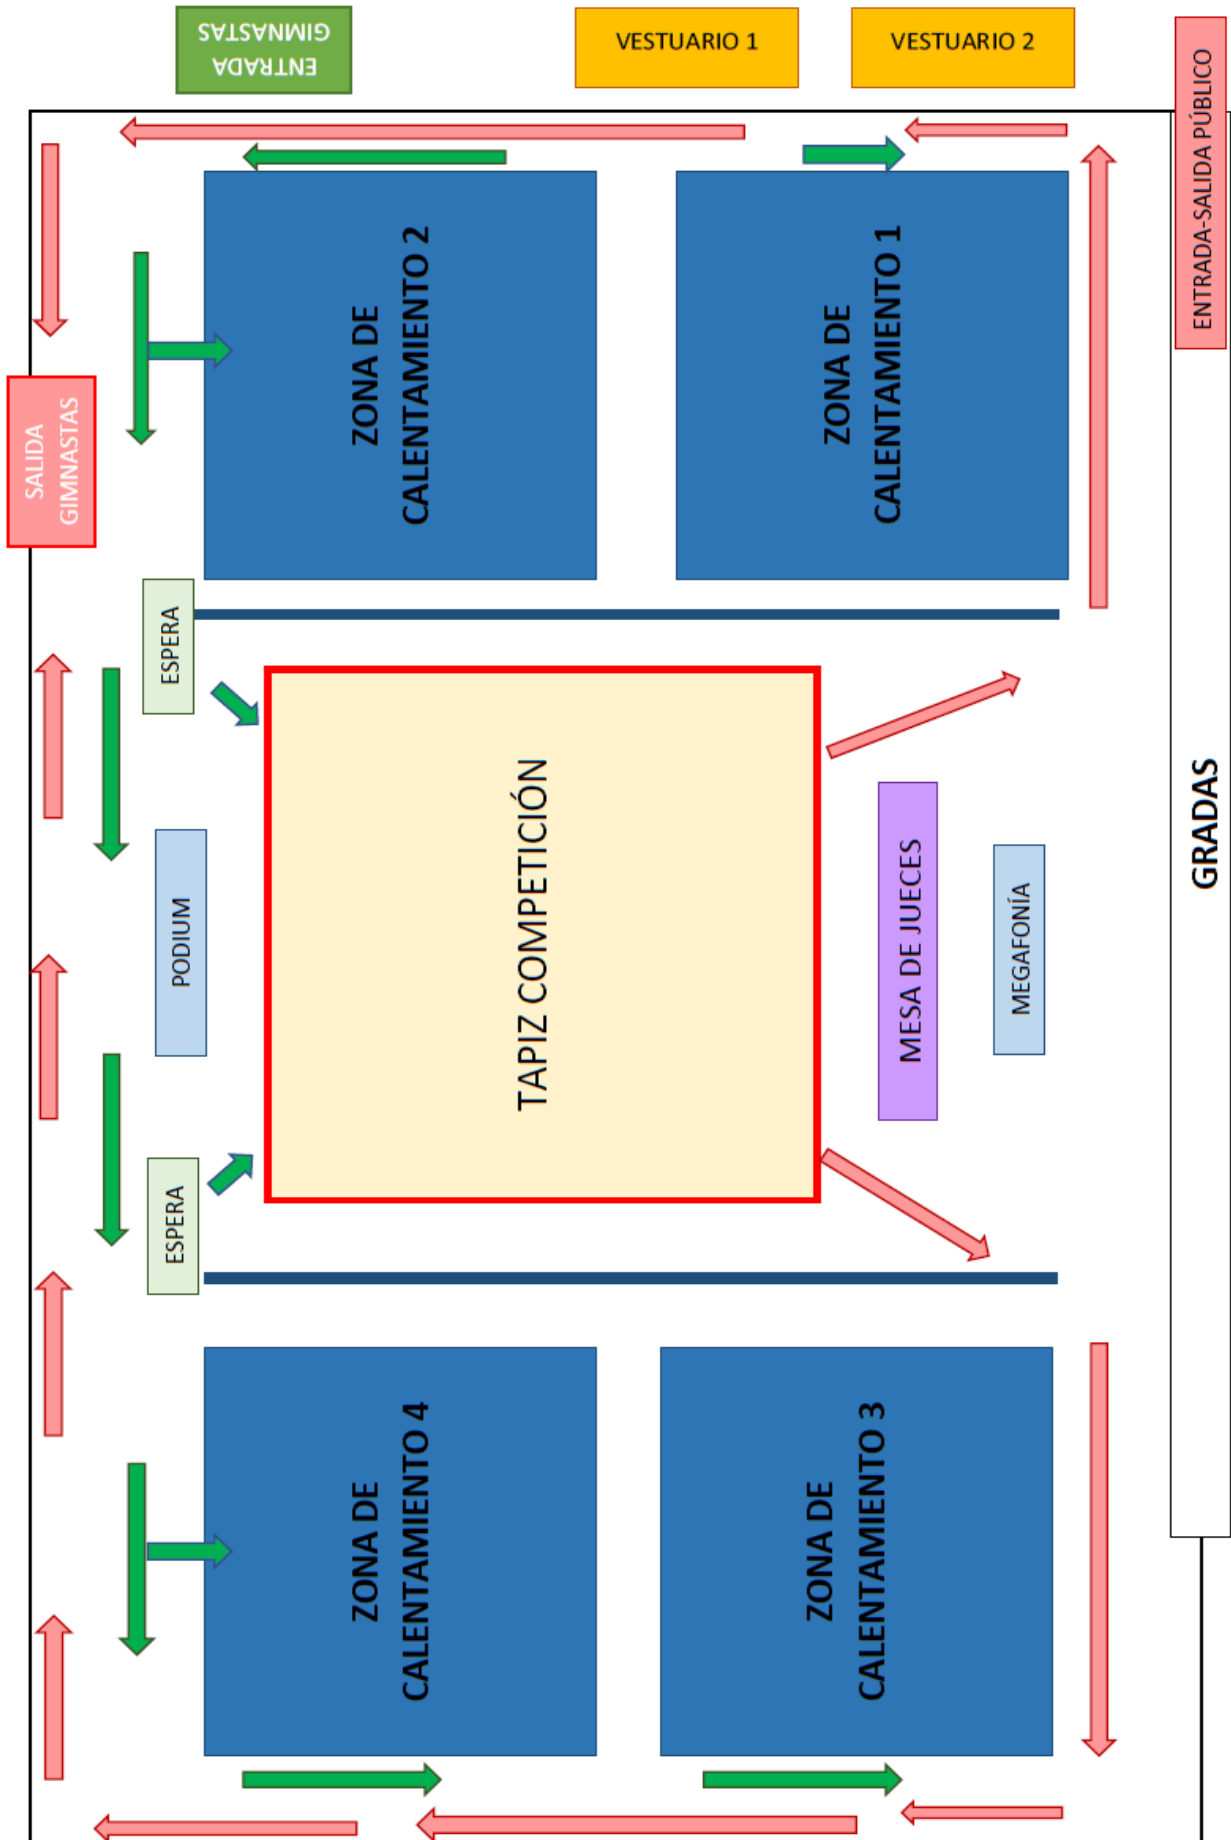 ENTRADA
GIMNASTAS
VESTUARIO 1
VESTUARIO 2
ENTRADA-SALIDA PÚBLICO
ZONA DE
CALENTAMIENTO 2
ZONA DE
CALENTAMIENTO 1
SALIDA
GIMNASTAS
ESPERA
PODIUM
TAPIZ COMPETICIÓN
MESA DE JUECES
MEGAFONÍA
GRADAS
ESPERA
ZONA DE
CALENTAMIENTO 4
ZONA DE
CALENTAMIENTO 3